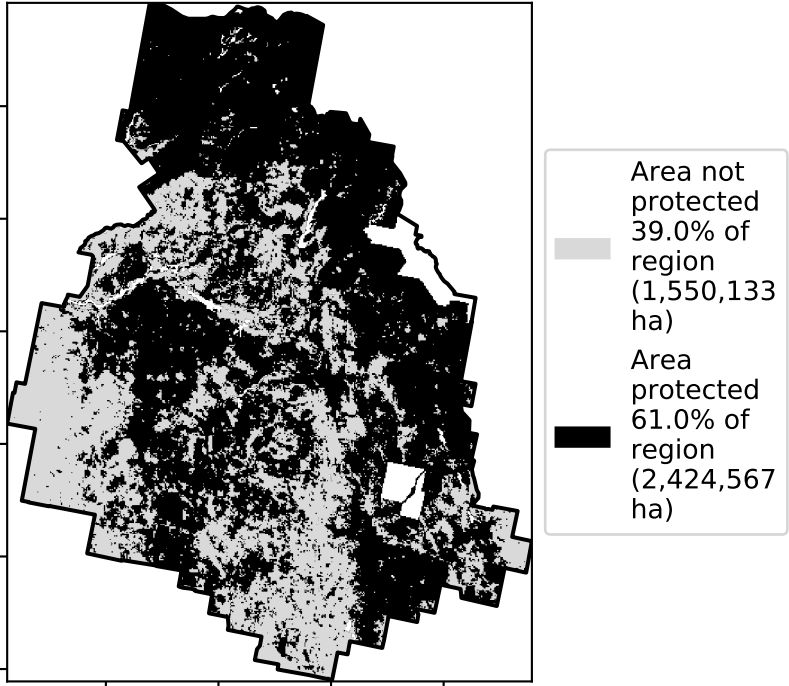 Area not
protected
39.0% of
region
(1,550,133
ha)
Area
protected
61.0% of
region
(2,424,567
ha)